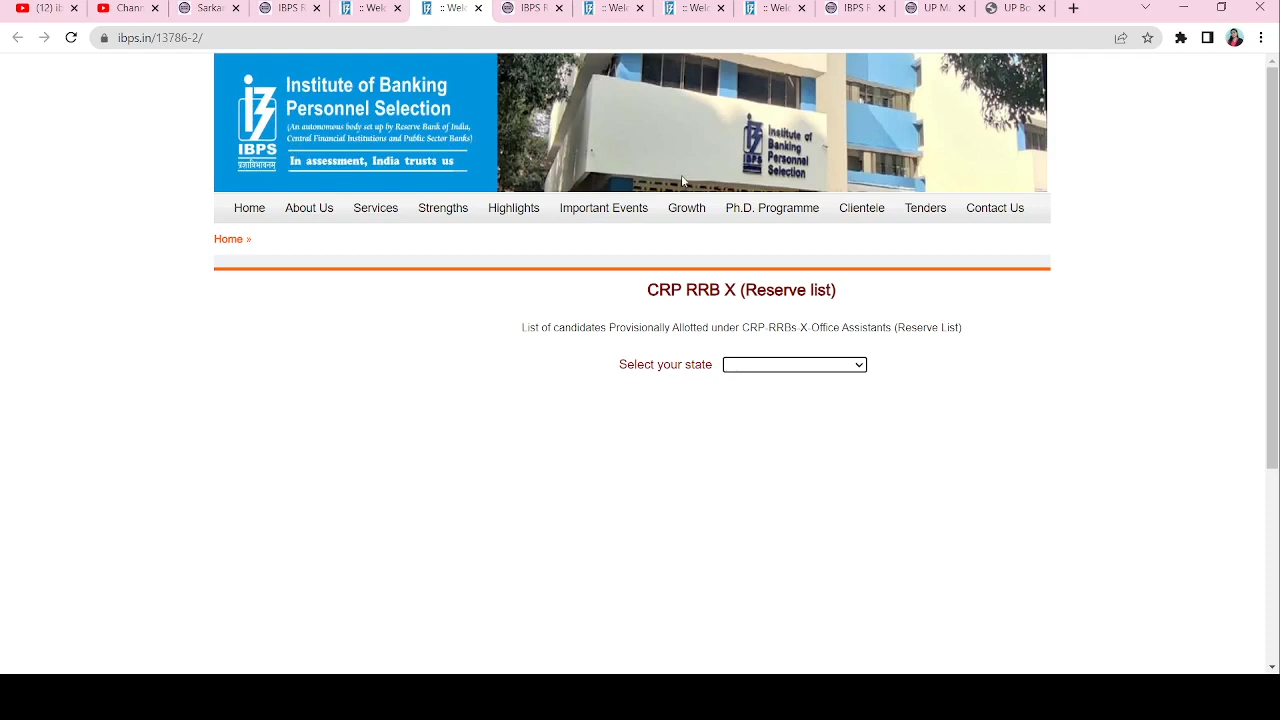 (12) ib
Chand
Sarka
IBPS R
:: Welc
:: Welc
IBPS R
:: Welc
:: Welc
:: Welc
IBPS R
UP Me
UP Bo
ibps.in/13786-2/
Institute of Banking
Personnel Selection
(An autonomous body set up by Reserve Bank of India,
Central Financial Institutions and Public Sector Banks)
IBPS
In assessment, India trusts us
Institute of
Banking
Personnel
Selection
IBPS
Home About Us Services Strengths Highlights Important Events Growth Ph.D. Programme Clientele Tenders Contact Us
Home »
CRP RRB X (Reserve list)
List of candidates Provisionally Allotted under CRP-RRBs-X-Office Assistants (Reserve List)
Select your state